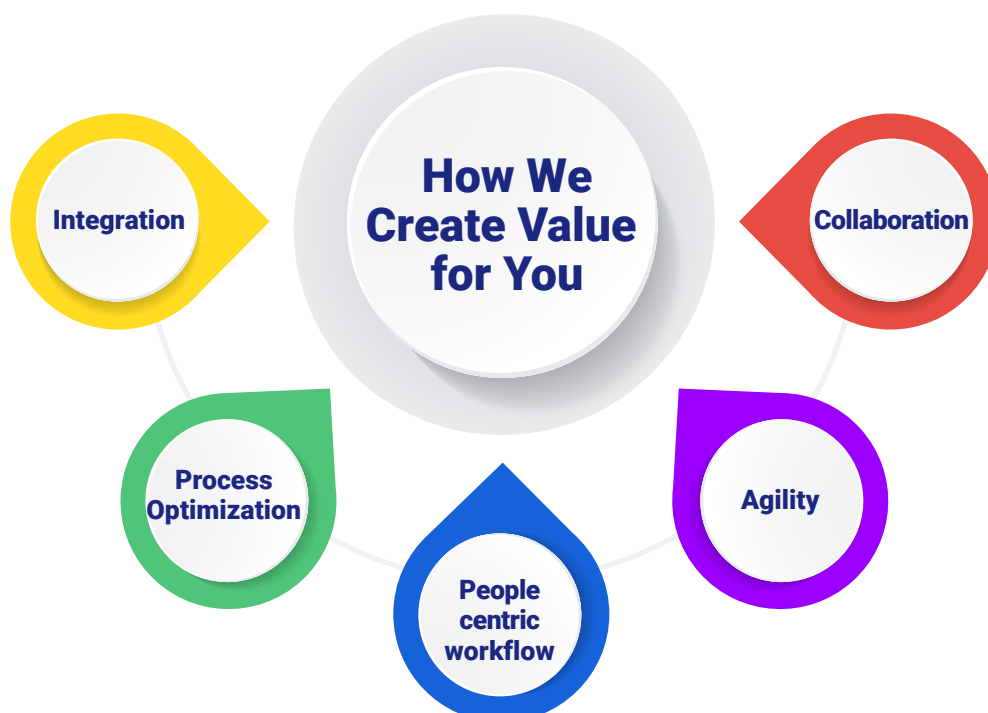 How We
Create Value
for You
Integration
Collaboration
Process
Optimization
Agility
People
centric
workflow